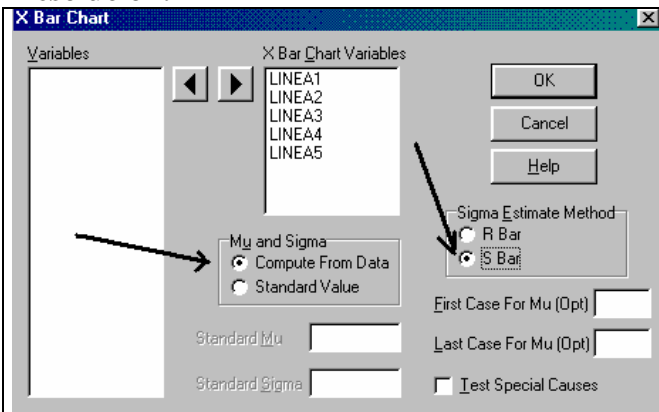 X Bar Chart
Variables
X Bar Chart Variables
LINEA1
LINEA2
LINEA3
LINEA4
LINEA5
OK
Cancel
Help
Mu and Sigma
Compute From Data
Standard Value
Sigma Estimate Method
R Bar
S Bar
First Case For Mu (Opt)
Last Case For Mu (Opt)
Standard Mu
Standard Sigma
Test Special Causes